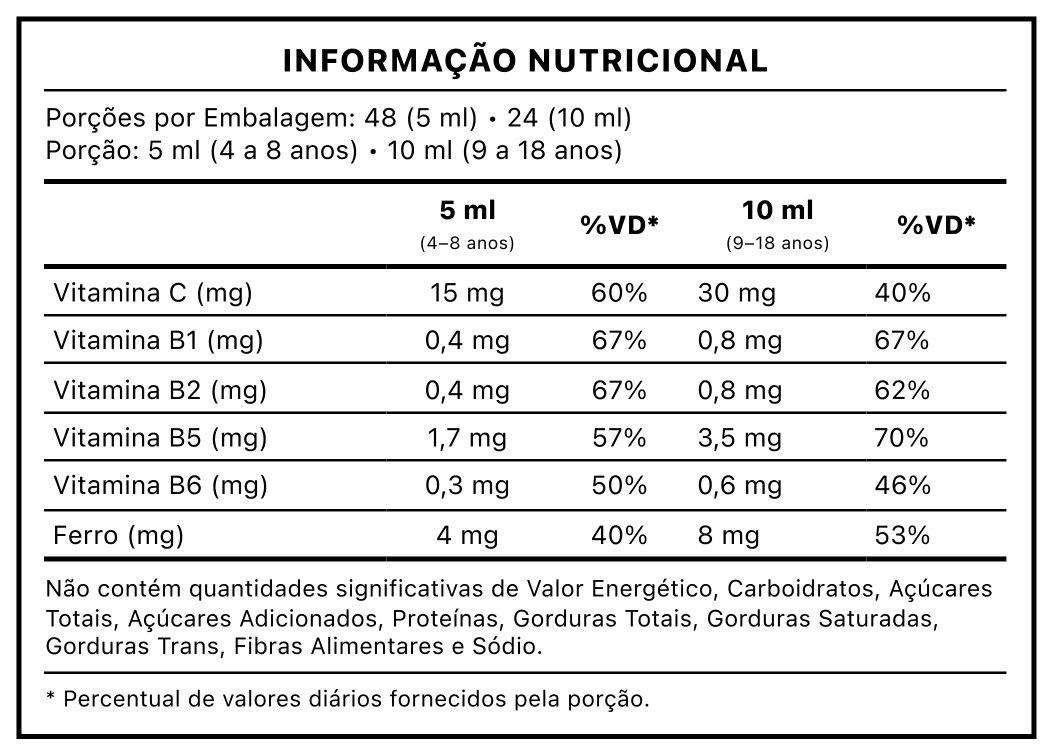 INFORMAÇÃO NUTRICIONAL
Porções por Embalagem: 48 (5 ml) • 24 (10 ml)
Porção: 5 ml (4 a 8 anos) • 10 ml (9 a 18 anos)
5 ml %VD* 10 ml %VD*
(4–8 anos) (9–18 anos)
Vitamina C (mg) 15 mg 60% 30 mg 40%
Vitamina B1 (mg) 0,4 mg 67% 0,8 mg 67%
Vitamina B2 (mg) 0,4 mg 67% 0,8 mg 62%
Vitamina B5 (mg) 1,7 mg 57% 3,5 mg 70%
Vitamina B6 (mg) 0,3 mg 50% 0,6 mg 46%
Ferro (mg) 4 mg 40% 8 mg 53%
Não contém quantidades significativas de Valor Energético, Carboidratos, Açúcares
Totais, Açúcares Adicionados, Proteínas, Gorduras Totais, Gorduras Saturadas,
Gorduras Trans, Fibras Alimentares e Sódio.
* Percentual de valores diários fornecidos pela porção.